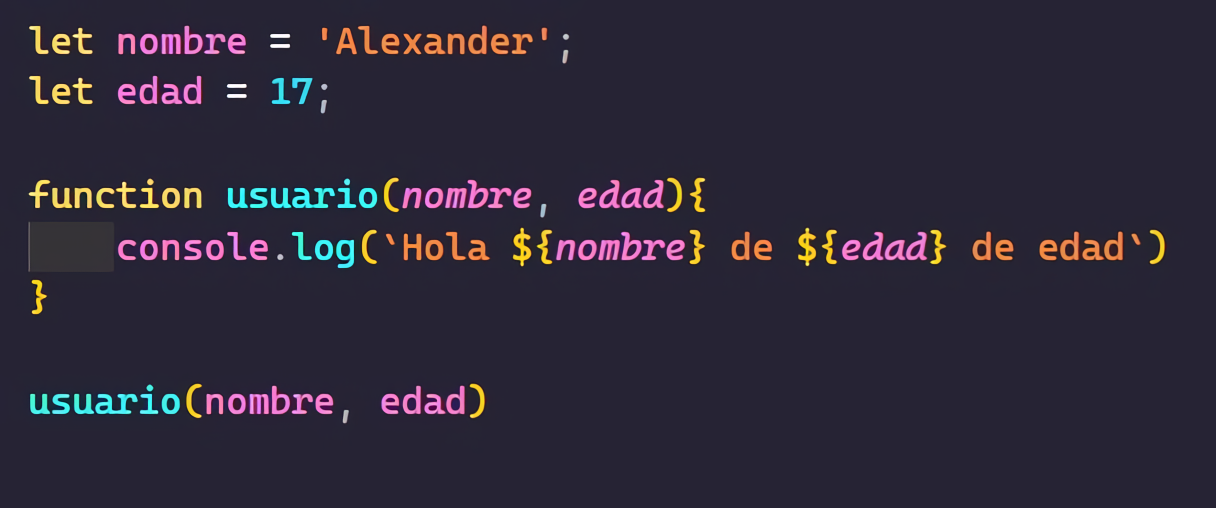 let nombre = 'Alexander';
let edad = 17;
function usuario(nombre, edad){
console.log(`Hola ${nombre} de ${edad} de edad`)
}
usuario(nombre, edad)